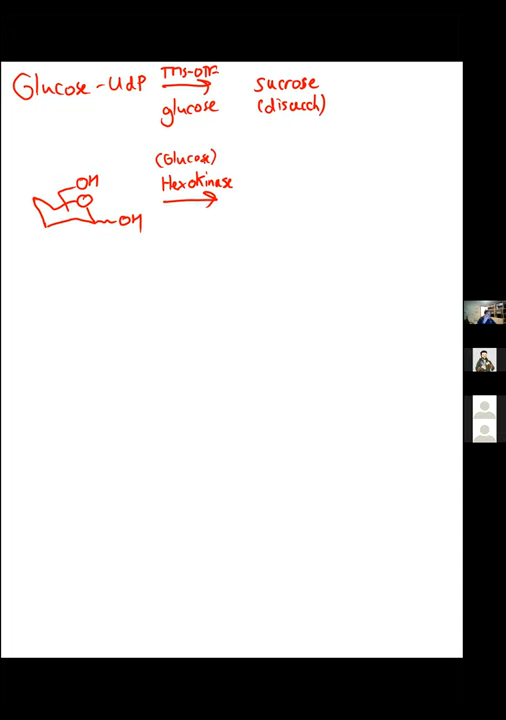 Glucose - UdP
TMS-OTf
glucose
sucrose
(disacch)
(Glucose)
Hexokinase
OH
O
OH